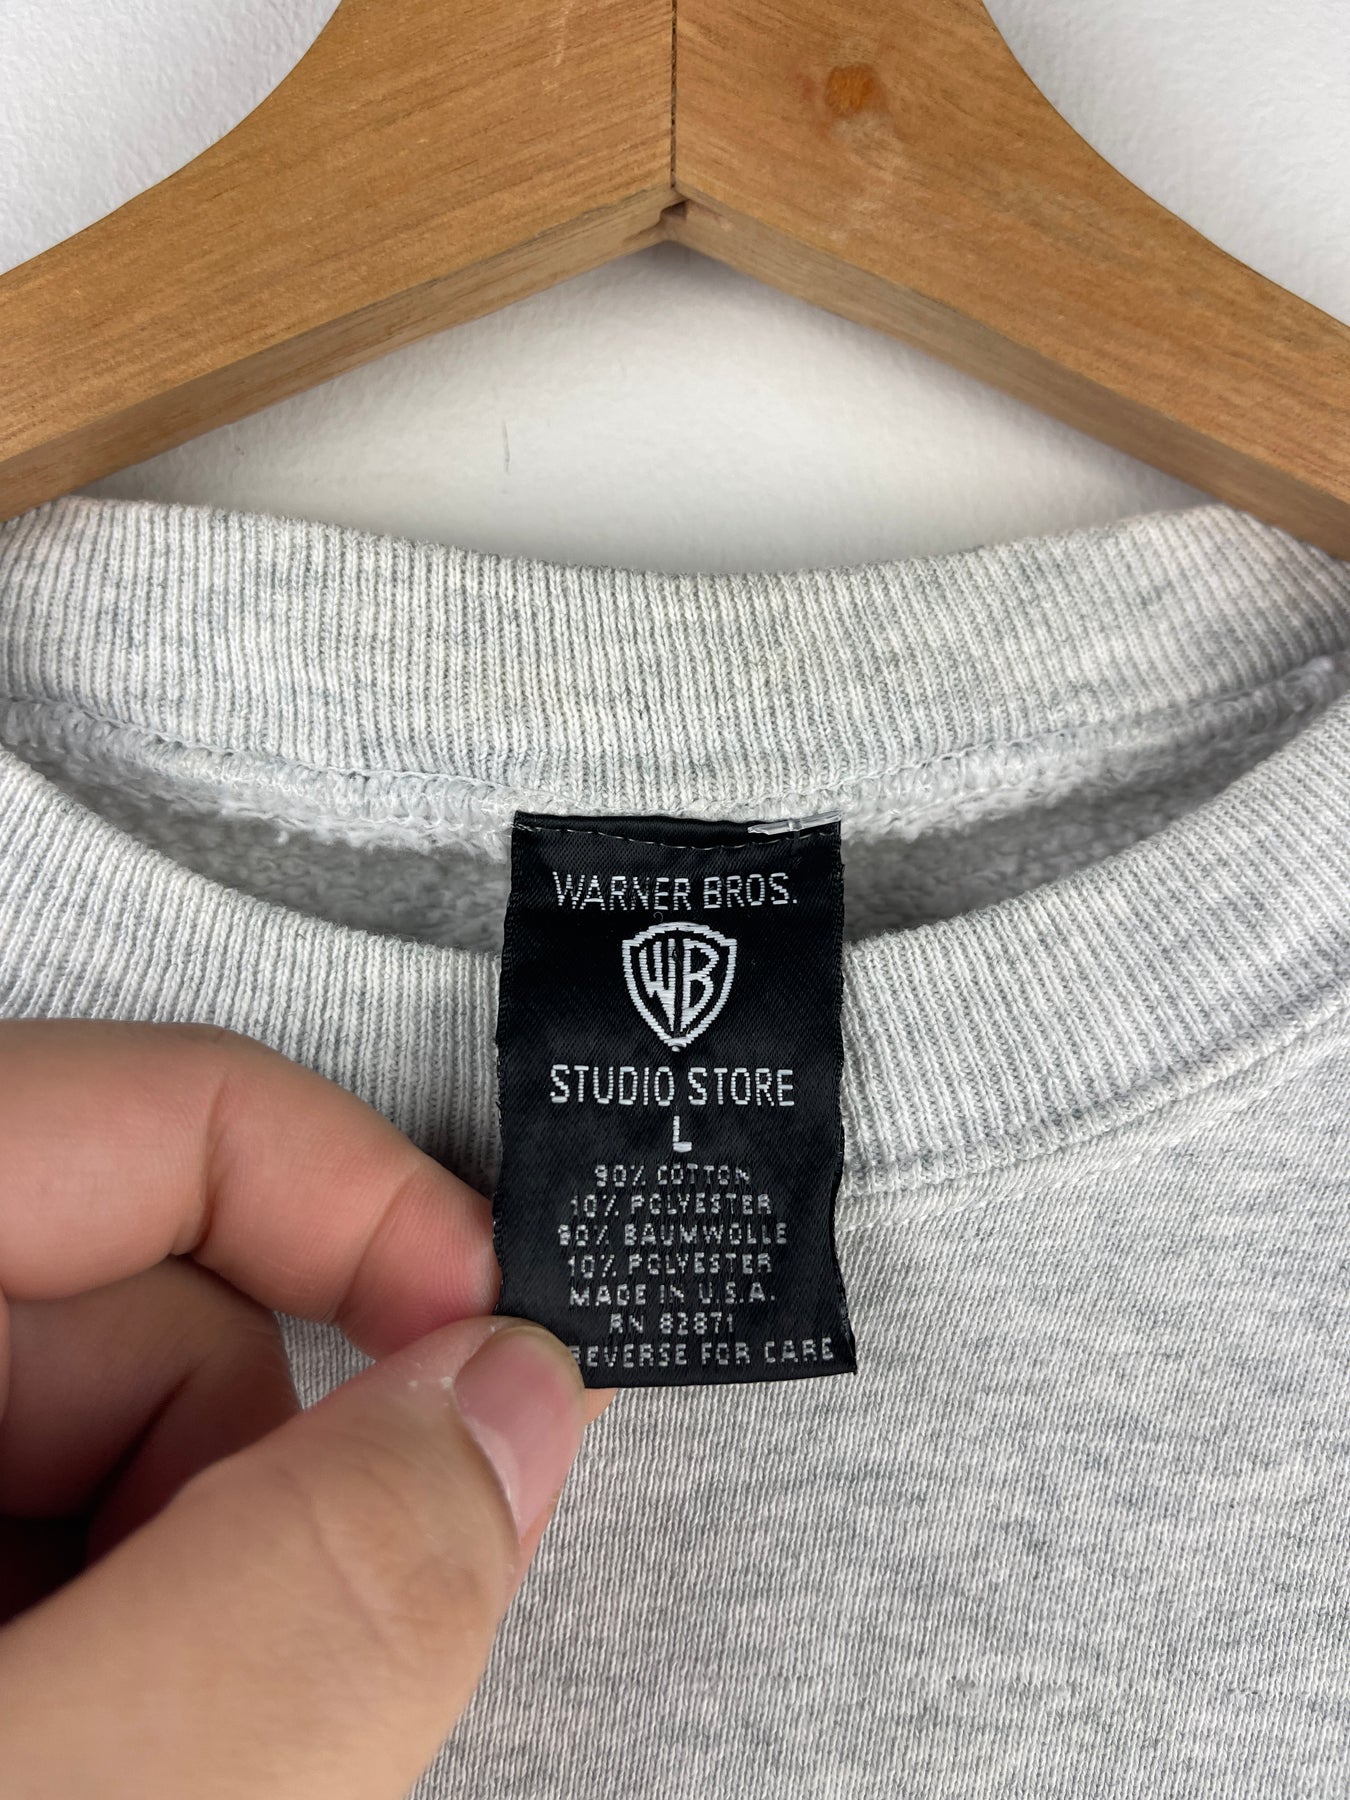 WARNER BROS.
WB
STUDIO STORE
L
90% COTTON
10% POLYESTER
90% BAUMWOLLE
10% POLYESTER
MADE IN U.S.A.
RN 82871
REVERSE FOR CARE